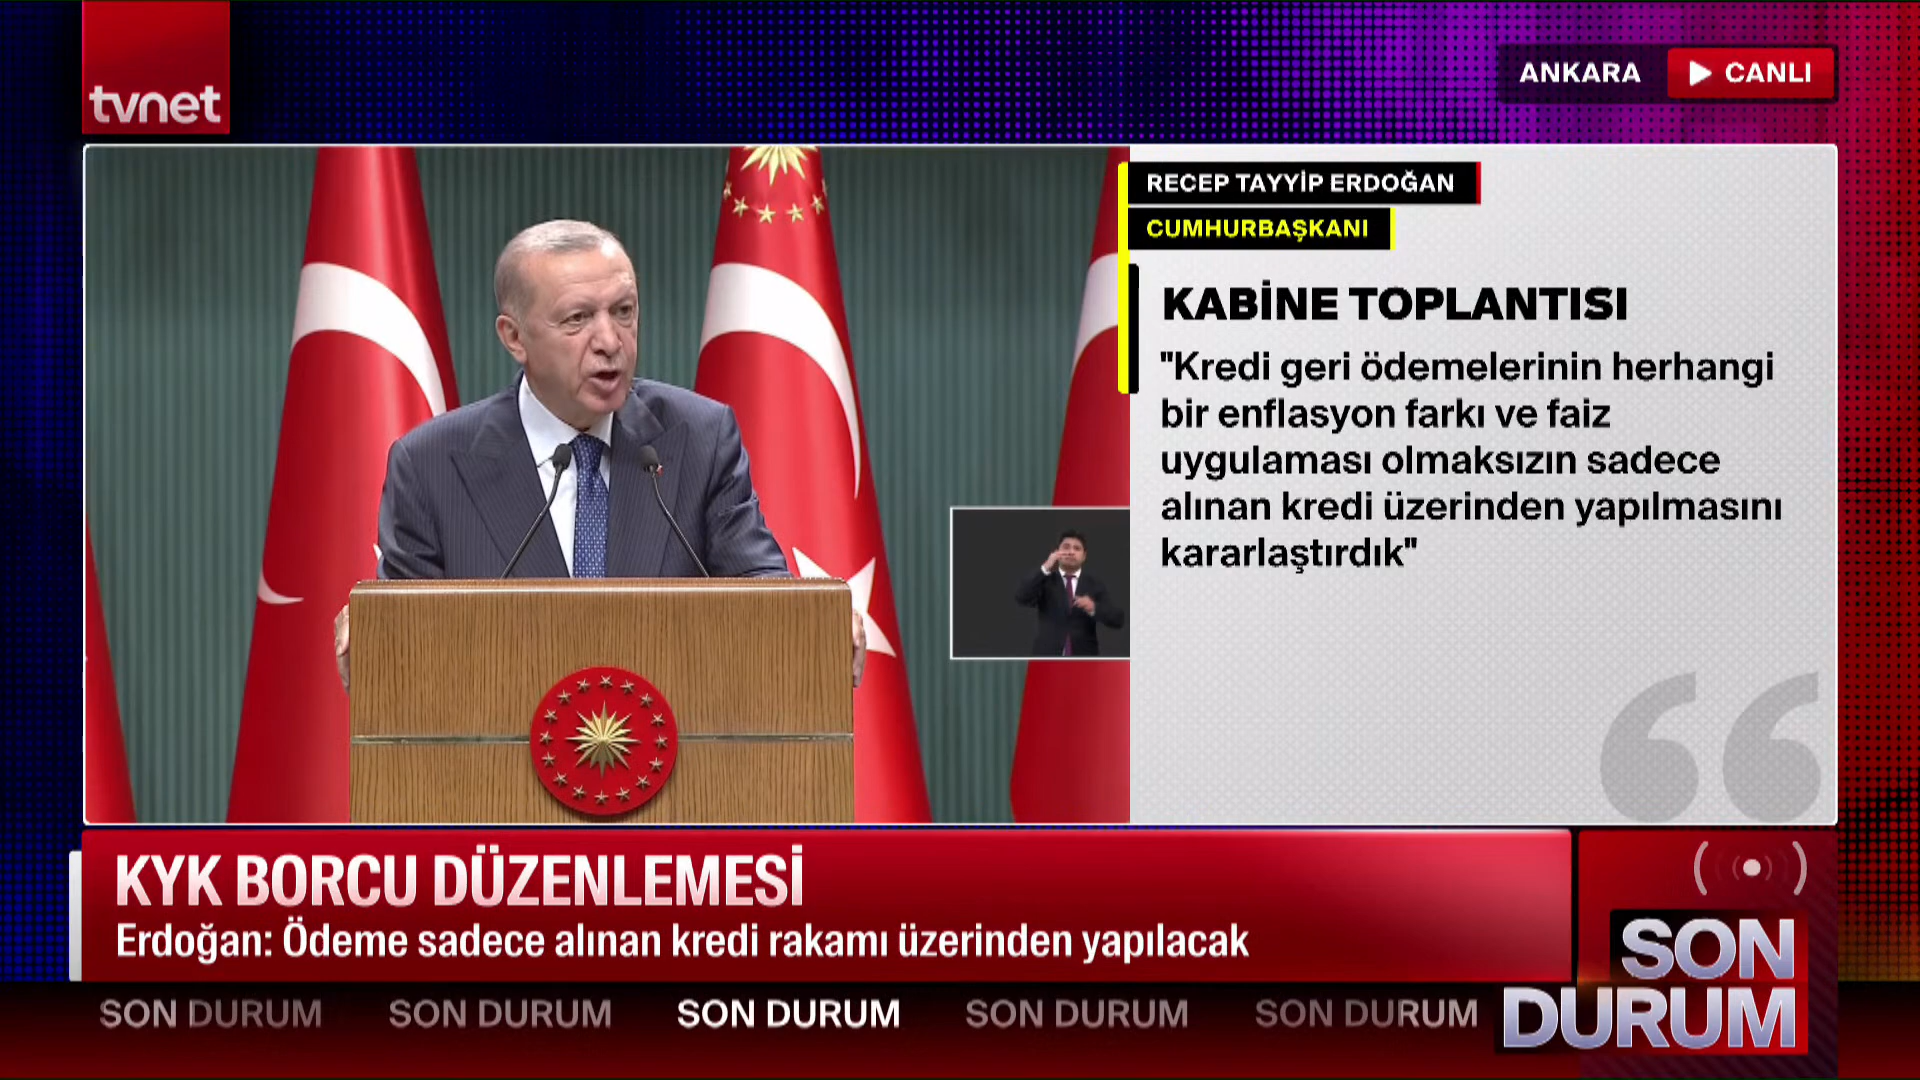 tvnet
ANKARA
CANLI
RECEP TAYYİP ERDOĞAN
CUMHURBAŞKANI
KABİNE TOPLANTISI
"Kredi geri ödemelerinin herhangi
bir enflasyon farkı ve faiz
uygulaması olmaksızın sadece
alınan kredi üzerinden yapılmasını
kararlaştırdık"
KYK BORCU DÜZENLEMESİ
Erdoğan: Ödeme sadece alınan kredi rakamı üzerinden yapılacak
SON DURUM SON DURUM SON DURUM SON DURUM SON DURUM
SON
DURUM